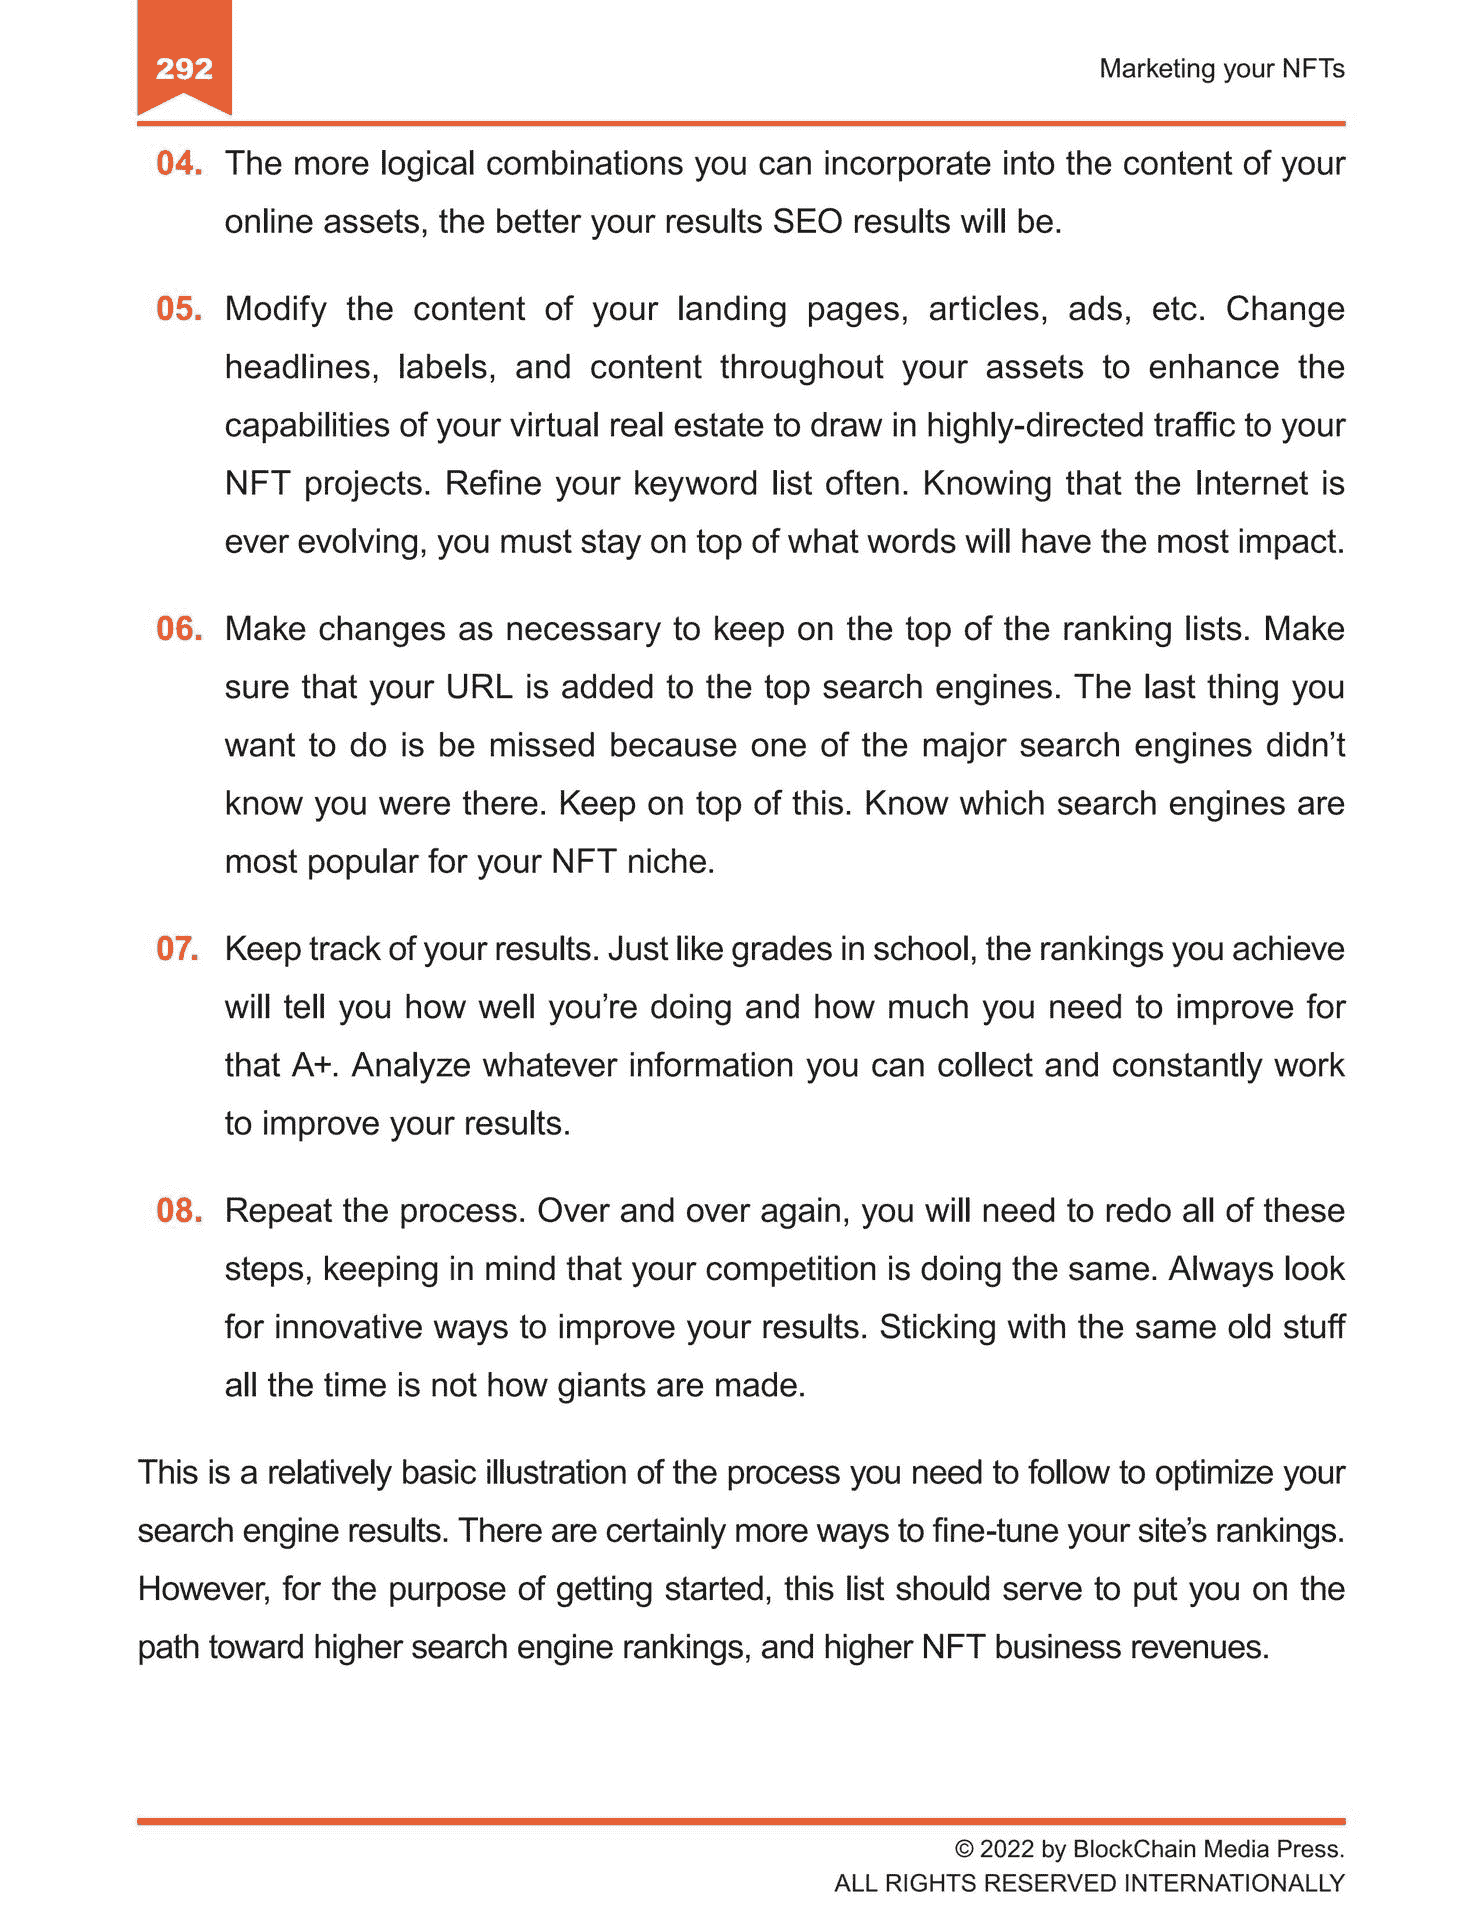 292
Marketing your NFTs
04. The more logical combinations you can incorporate into the content of your
online assets, the better your results SEO results will be.
05. Modify the content of your landing pages, articles, ads, etc. Change
headlines, labels, and content throughout your assets to enhance the
capabilities of your virtual real estate to draw in highly-directed traffic to your
NFT projects. Refine your keyword list often. Knowing that the Internet is
ever evolving, you must stay on top of what words will have the most impact.
06. Make changes as necessary to keep on the top of the ranking lists. Make
sure that your URL is added to the top search engines. The last thing you
want to do is be missed because one of the major search engines didn’t
know you were there. Keep on top of this. Know which search engines are
most popular for your NFT niche.
07. Keep track of your results. Just like grades in school, the rankings you achieve
will tell you how well you’re doing and how much you need to improve for
that A+. Analyze whatever information you can collect and constantly work
to improve your results.
08. Repeat the process. Over and over again, you will need to redo all of these
steps, keeping in mind that your competition is doing the same. Always look
for innovative ways to improve your results. Sticking with the same old stuff
all the time is not how giants are made.
This is a relatively basic illustration of the process you need to follow to optimize your
search engine results. There are certainly more ways to fine-tune your site’s rankings.
However, for the purpose of getting started, this list should serve to put you on the
path toward higher search engine rankings, and higher NFT business revenues.
© 2022 by BlockChain Media Press.
ALL RIGHTS RESERVED INTERNATIONALLY